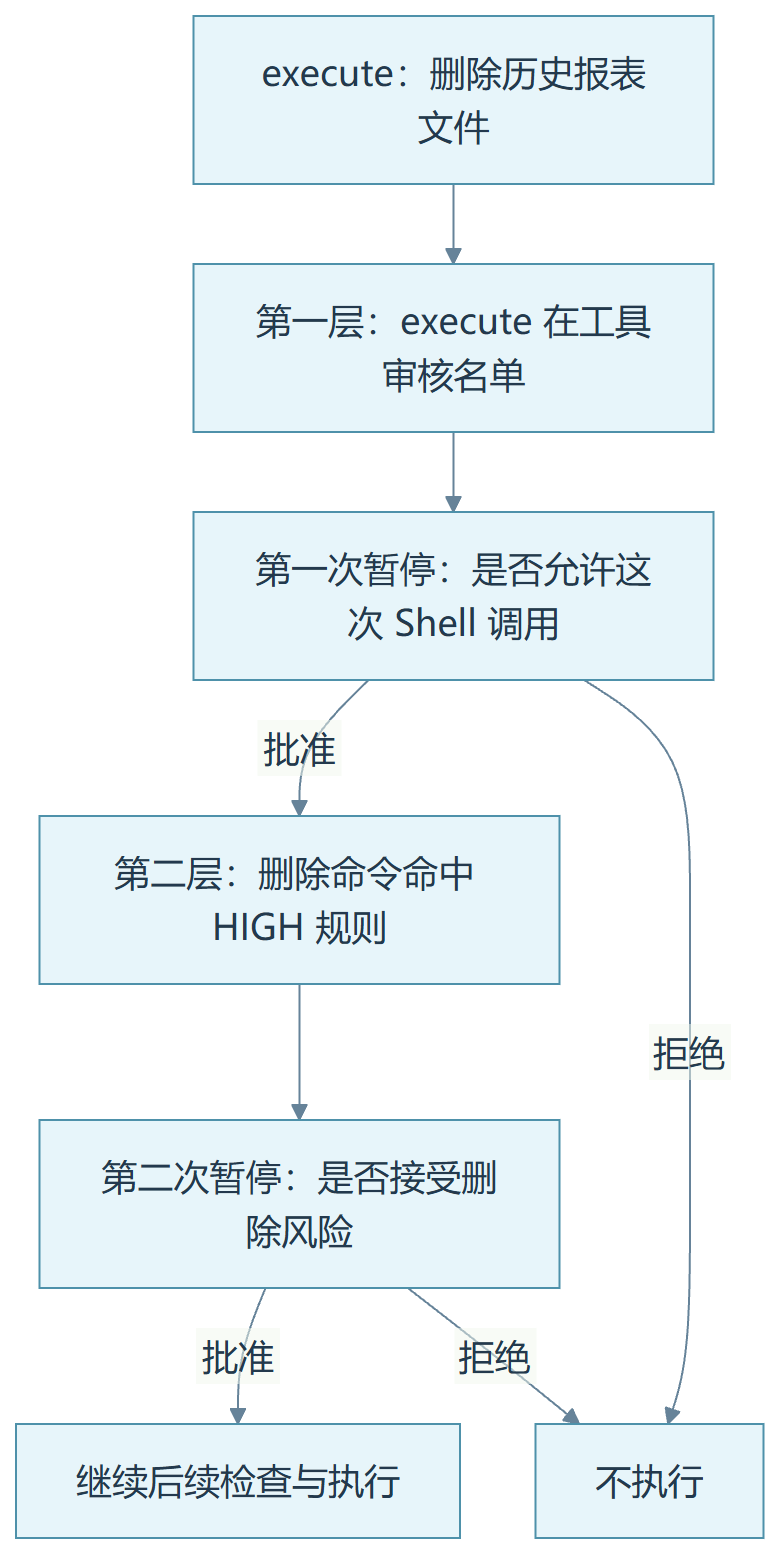 execute：删除历史报表
文件
第一层：execute 在工具
审核名单
第一次暂停：是否允许这
次 Shell 调用
批准
第二层：删除命令命中
HIGH 规则
拒绝
第二次暂停：是否接受删
除风险
批准
拒绝
继续后续检查与执行
不执行